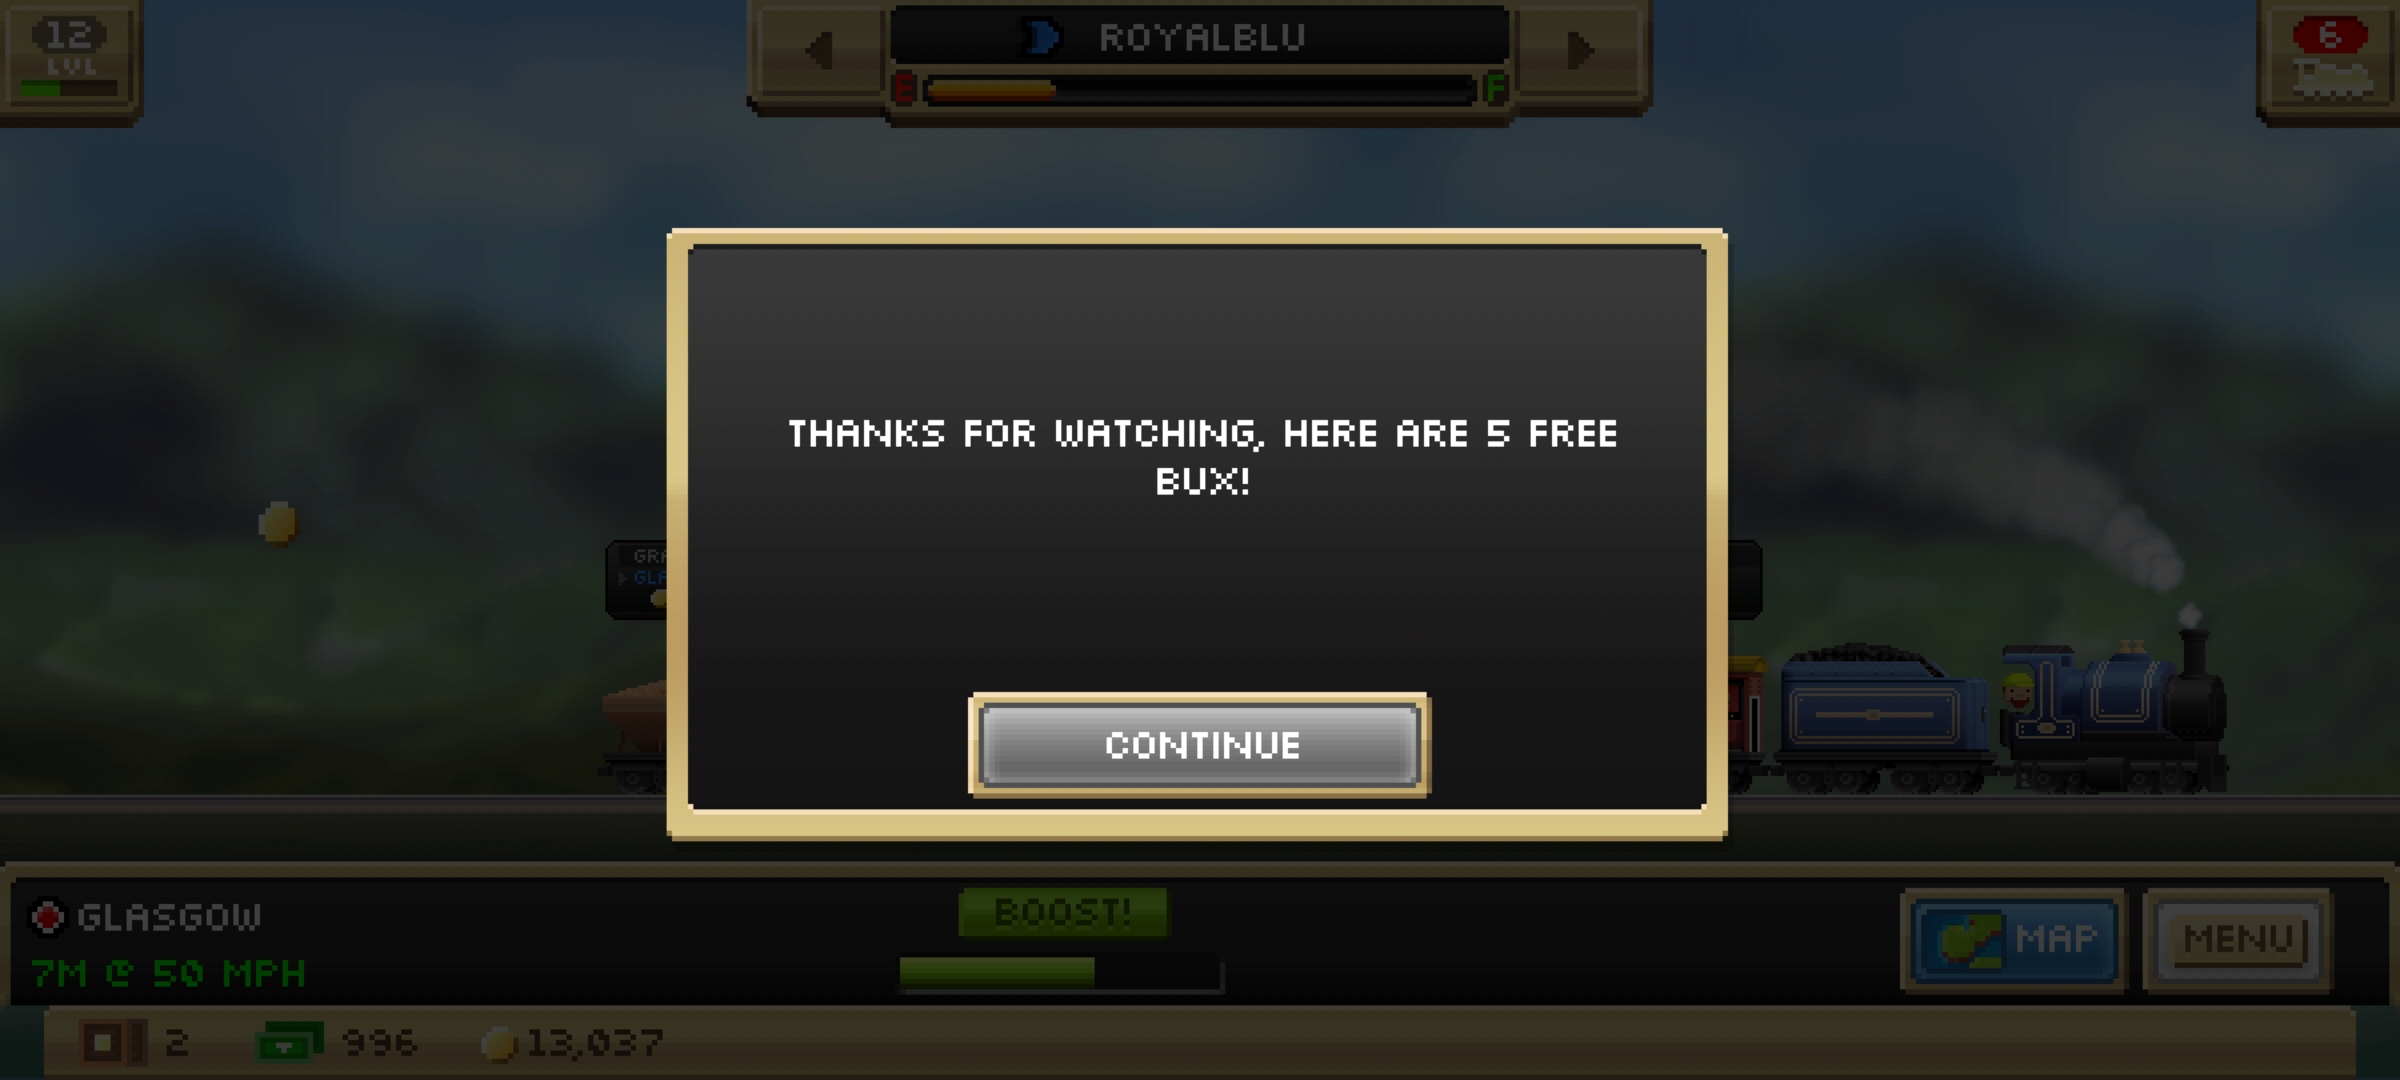 12
LVL
ROYALBLU
E
F
6
THANKS FOR WATCHING, HERE ARE 5 FREE
BUX!
CONTINUE
GLASGOW
7M @ 50 MPH
BOOST!
MAP
MENU
2
996
13,037